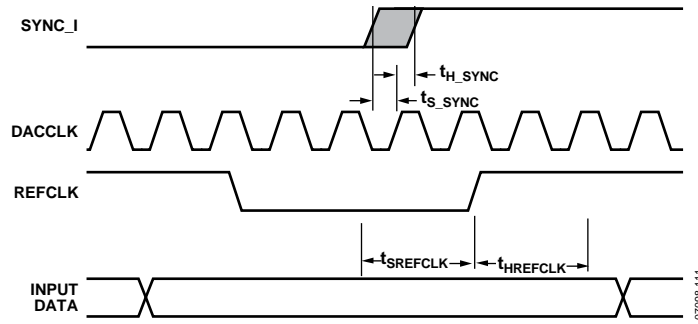 SYNC_I
tH_SYNC
tS_SYNC
DACCLK
REFCLK
tSREFCLK
tHREFCLK
INPUT
DATA